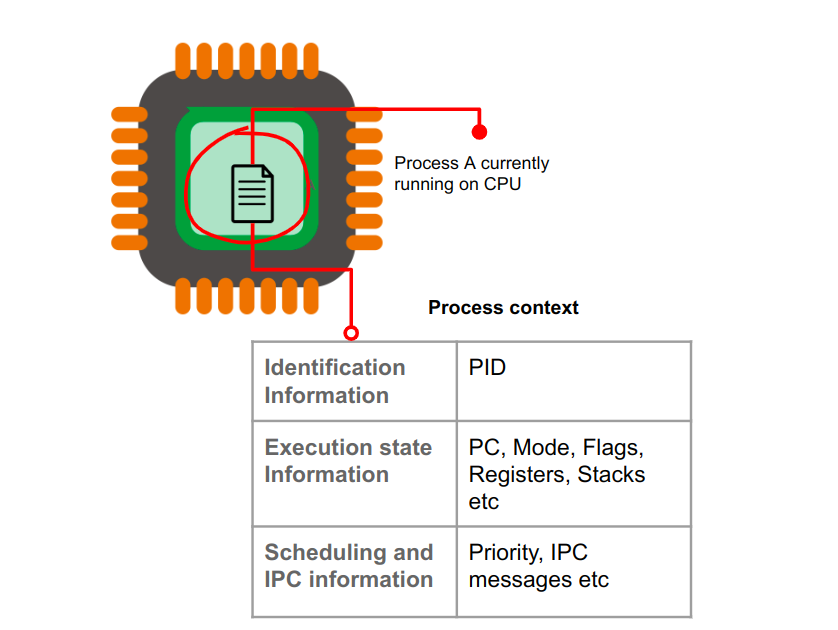 Process A currently
running on CPU
Process context
Identification
Information
PID
Execution state
Information
PC, Mode, Flags,
Registers, Stacks
etc
Scheduling and
IPC information
Priority, IPC
messages etc